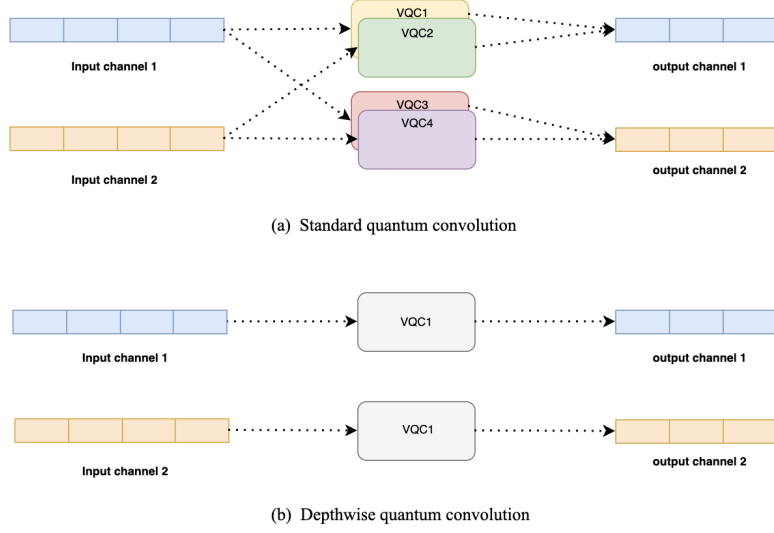 VQC1
VQC2
Input channel 1
output channel 1
VQC3
VQC4
Input channel 2
output channel 2
(a) Standard quantum convolution
VQC1
Input channel 1
output channel 1
VQC1
Input channel 2
output channel 2
(b) Depthwise quantum convolution